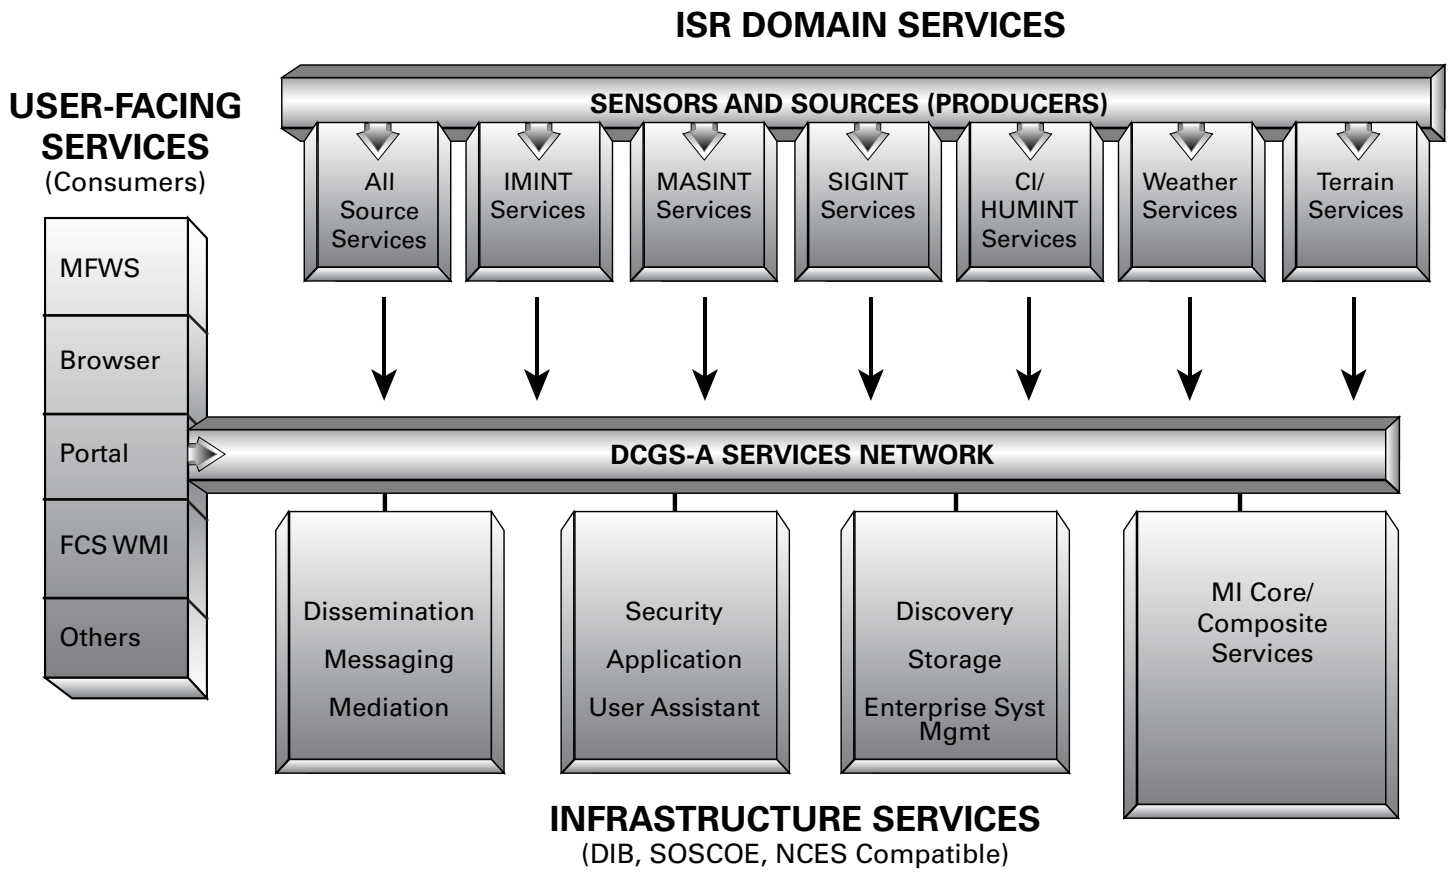 ISR DOMAIN SERVICES
SENSORS AND SOURCES (PRODUCERS)
USER-FACING
SERVICES
(Consumers)
All
Source
Services
IMINT
Services
MASINT
Services
SIGINT
Services
CI/
HUMINT
Services
Weather
Services
Terrain
Services
MFWS
Browser
Portal
FCS WMI
Others
DCGS-A SERVICES NETWORK
Dissemination
Messaging
Mediation
Security
Application
User Assistant
Discovery
Storage
Enterprise Syst
Mgmt
MI Core/
Composite
Services
INFRASTRUCTURE SERVICES
(DIB, SOSCOE, NCES Compatible)